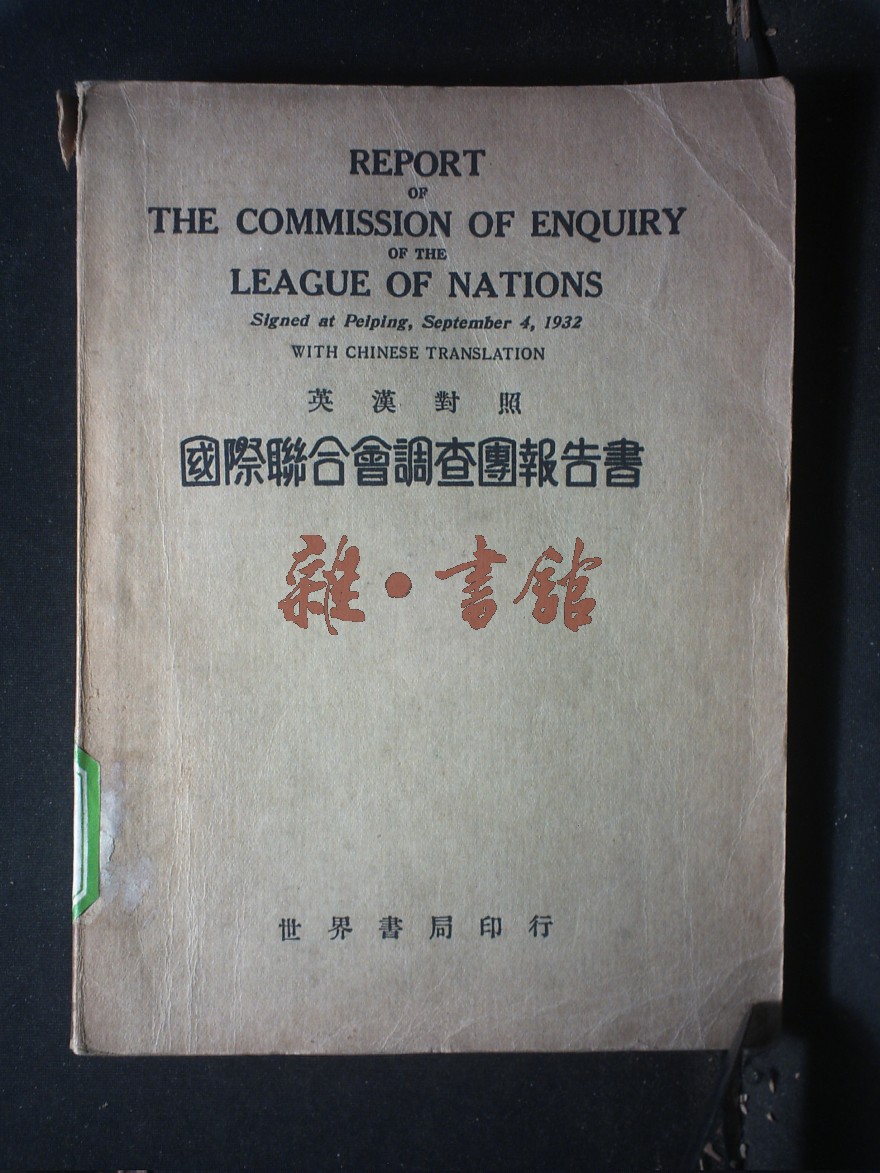 REPORT
OF
THE COMMISSION OF ENQUIRY
OF THE
LEAGUE OF NATIONS
Signed at Peiping, September 4, 1932
WITH CHINESE TRANSLATION
英漢對照
國際聯合會調查團報告書
雜·書館
世界書局印行